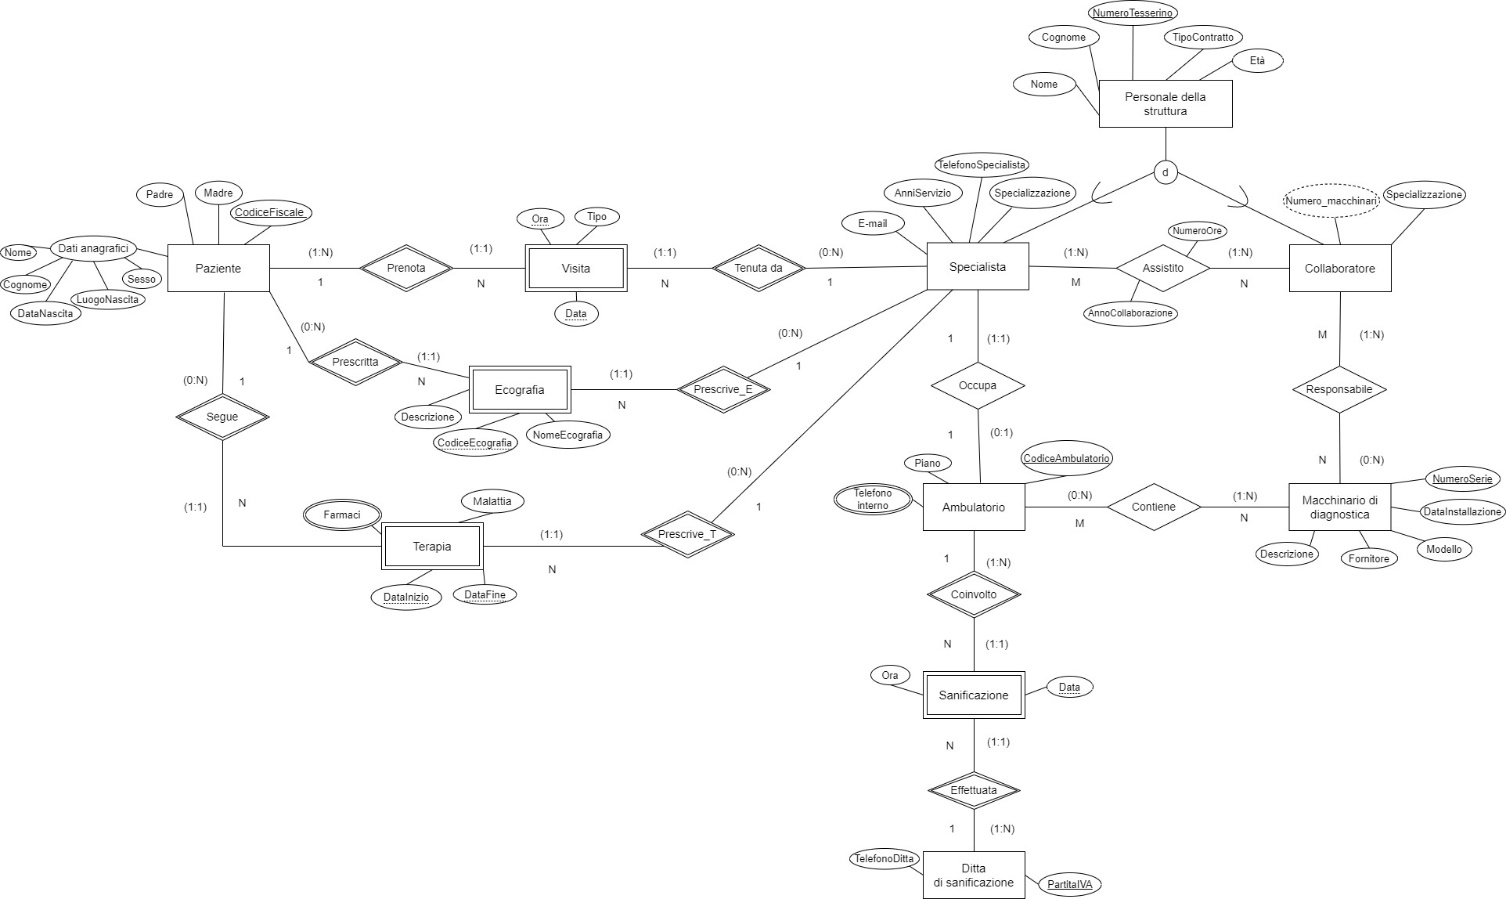 NumeroTesserino
Cognome
TipoContratto
Età
Nome
Personale della
struttura
d
TelefonoSpecialista
AnniServizio
Specializzazione
E-mail
Numero_macchinari
Specializzazione
Padre
Madre
CodiceFiscale
Dati anagrafici
Nome
Cognome
DataNascita
LuogoNascita
Sesso
Paziente
(1:N)
1
Prenota
(1:1)
N
Ora
Tipo
Visita
Data
(1:1)
N
Tenuta da
(0:N)
1
Specialista
(1:N)
M
Assistito
NumeroOre
AnnoCollaborazione
(1:N)
N
Collaboratore
(0:N)
1
Prescritta
(1:1)
N
Ecografia
Descrizione
CodiceEcografia
NomeEcografia
(1:1)
N
Prescrive_E
(0:N)
1
1
(1:1)
Occupa
1
(0:1)
M
(1:N)
Responsabile
N
(0:N)
(0:N)
1
Segue
(1:1)
N
Farmaci
Malattia
Terapia
DataInizio
DataFine
(1:1)
N
Prescrive_T
(0:N)
1
Piano
CodiceAmbulatorio
Telefono
interno
Ambulatorio
(0:N)
M
Contiene
(1:N)
N
Macchinario di
diagnostica
NumeroSerie
DataInstallazione
Modello
Fornitore
Descrizione
1
(1:N)
Coinvolto
N
(1:1)
Ora
Sanificazione
Data
N
(1:1)
Effettuata
1
(1:N)
TelefonoDitta
Ditta
di sanificazione
PartitaIVA